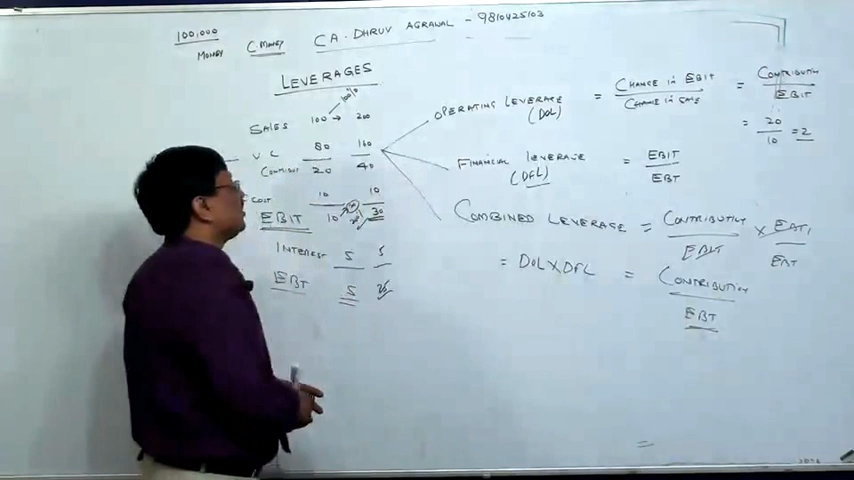 100,000
MONEY C.MONEY CA. DHRUV AGRAWAL - 9810425103
LEVERAGES
100%
SALES 100 → 200
V C 80 160
20 40
COST 10 10
EBIT 10 30
INTEREST 5 5
EBT 5 25
OPERATING LEVERAGE (DOL) = CHANGE IN EBIT / CHANGE IN SALE = CONTRIBUTION / EBIT
= 20 / 10 = 2
FINANCIAL LEVERAGE (DFL) = EBIT / EBT
COMBINED LEVERAGE = CONTRIBUTION / EBIT × EBIT / EBT
= DOL X DFL = CONTRIBUTION / EBT
=